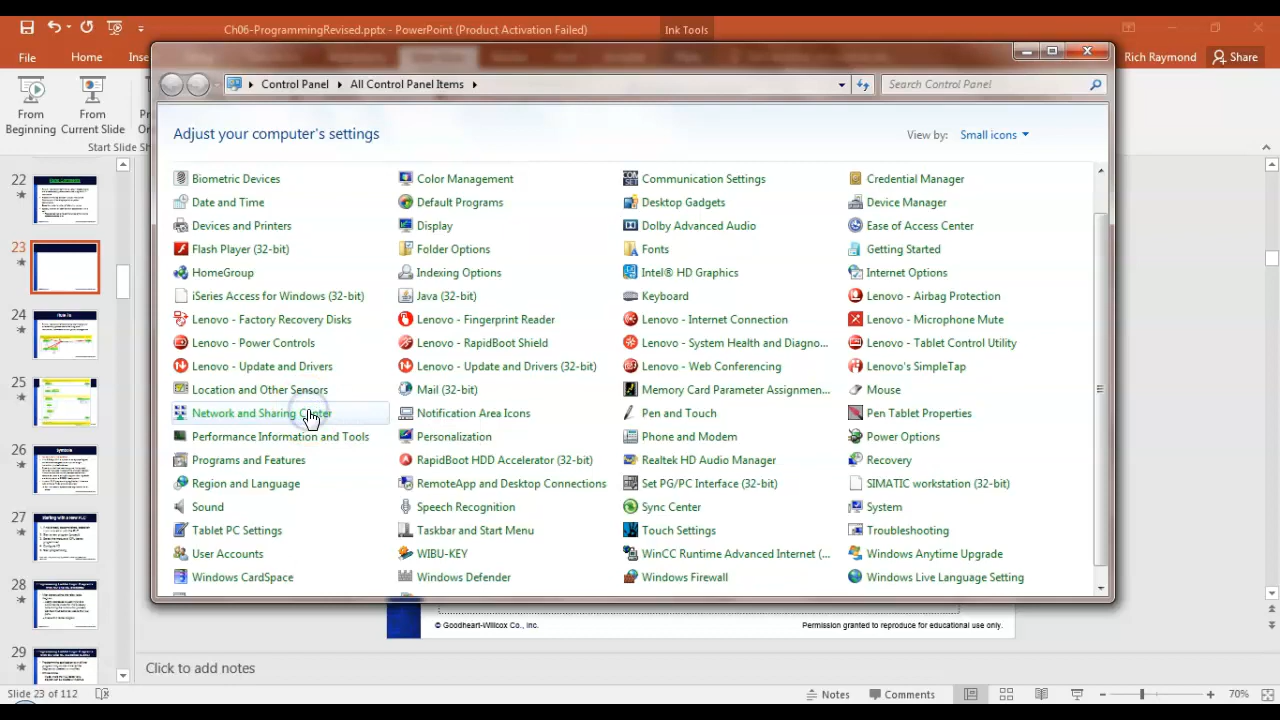 Ch06-ProgrammingRevised.pptx - PowerPoint (Product Activation Failed)
Ink Tools
File
Home
Inse
Rich Raymond
Share
From Beginning
From Current Slide
Start Slide Sh
Control Panel
All Control Panel Items
Search Control Panel
Adjust your computer's settings
View by:
Small icons
Biometric Devices
Color Management
Communication Settings
Credential Manager
Date and Time
Default Programs
Desktop Gadgets
Device Manager
Devices and Printers
Display
Dolby Advanced Audio
Ease of Access Center
Flash Player (32-bit)
Folder Options
Fonts
Getting Started
HomeGroup
Indexing Options
Intel® HD Graphics
Internet Options
iSeries Access for Windows (32-bit)
Java (32-bit)
Keyboard
Lenovo - Airbag Protection
Lenovo - Factory Recovery Disks
Lenovo - Fingerprint Reader
Lenovo - Internet Connection
Lenovo - Microphone Mute
Lenovo - Power Controls
Lenovo - RapidBoot Shield
Lenovo - System Health and Diagno...
Lenovo - Tablet Control Utility
Lenovo - Update and Drivers
Lenovo - Update and Drivers (32-bit)
Lenovo - Web Conferencing
Lenovo's SimpleTap
Location and Other Sensors
Mail (32-bit)
Memory Card Parameter Assignmen...
Mouse
Network and Sharing Center
Notification Area Icons
Pen and Touch
Pen Tablet Properties
Performance Information and Tools
Personalization
Phone and Modem
Power Options
Programs and Features
RapidBoot HDD Accelerator (32-bit)
Realtek HD Audio Manager
Recovery
Region and Language
RemoteApp and Desktop Connections
Set PG/PC Interface (32-bit)
SIMATIC workstation (32-bit)
Sound
Speech Recognition
Sync Center
System
Tablet PC Settings
Taskbar and Start Menu
Touch Settings
Troubleshooting
User Accounts
WIBU-KEY
WinCC Runtime Advanced Internet (...
Windows Anytime Upgrade
Windows CardSpace
Windows Defender
Windows Firewall
Windows Live Language Setting
22
23
24
25
26
27
28
29
© Goodheart-Willcox Co., Inc.
Permission granted to reproduce for educational use only.
Click to add notes
Slide 23 of 112
Notes
Comments
70%